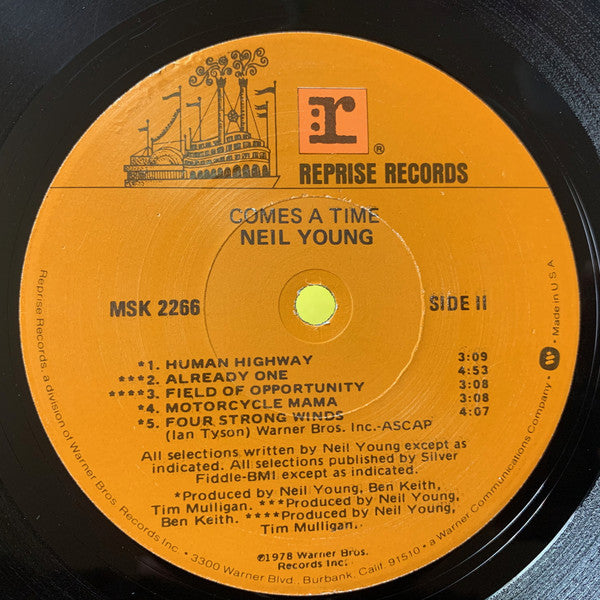 r
®
REPRISE RECORDS
COMES A TIME
NEIL YOUNG
MSK 2266
SIDE II
*1. HUMAN HIGHWAY 3:09
***2. ALREADY ONE 4:53
****3. FIELD OF OPPORTUNITY 3:08
*4. MOTORCYCLE MAMA 3:08
*5. FOUR STRONG WINDS 4:07
(Ian Tyson) Warner Bros. Inc.-ASCAP
All selections written by Neil Young except as
indicated. All selections published by Silver
Fiddle-BMI except as indicated.
*Produced by Neil Young, Ben Keith,
Tim Mulligan. ***Produced by Neil Young,
Ben Keith. ****Produced by Neil Young,
Tim Mulligan.
℗1978 Warner Bros.
Records Inc.
Reprise Records, a division of Warner Bros. Records Inc. • 3300 Warner Blvd., Burbank, Calif. 91510 • a Warner Communications Company. • W • Made in U.S.A.